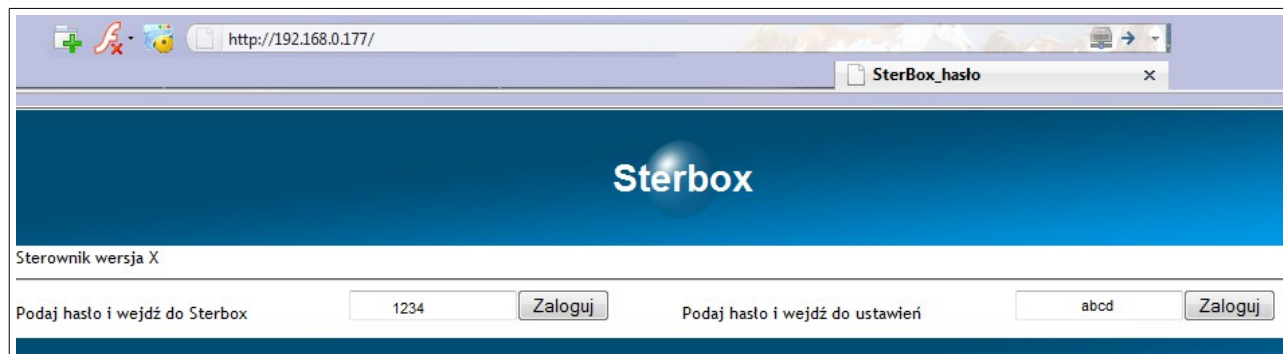 http://192.168.0.177/
SterBox_hasło
Sterbox
Sterownik wersja X
Podaj hasło i wejdź do Sterbox 1234 Zaloguj Podaj hasło i wejdź do ustawień abcd Zaloguj